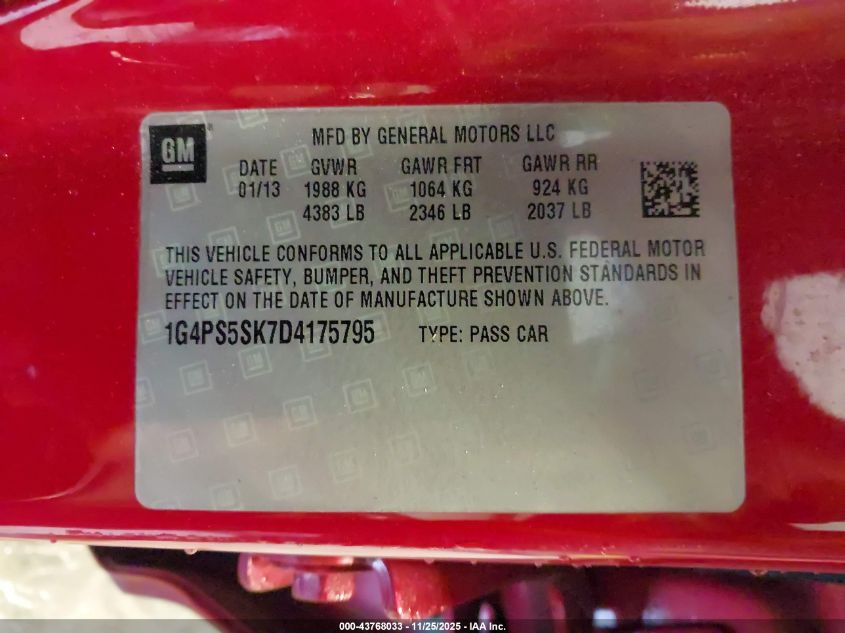 GM
MFD BY GENERAL MOTORS LLC
DATE GVWR GAWR FRT GAWR RR
01/13 1988 KG 1064 KG 924 KG
4383 LB 2346 LB 2037 LB
THIS VEHICLE CONFORMS TO ALL APPLICABLE U.S. FEDERAL MOTOR
VEHICLE SAFETY, BUMPER, AND THEFT PREVENTION STANDARDS IN
EFFECT ON THE DATE OF MANUFACTURE SHOWN ABOVE.
1G4PS5SK7D4175795 TYPE: PASS CAR
000-43768033 - 11/25/2025 - IAA Inc.